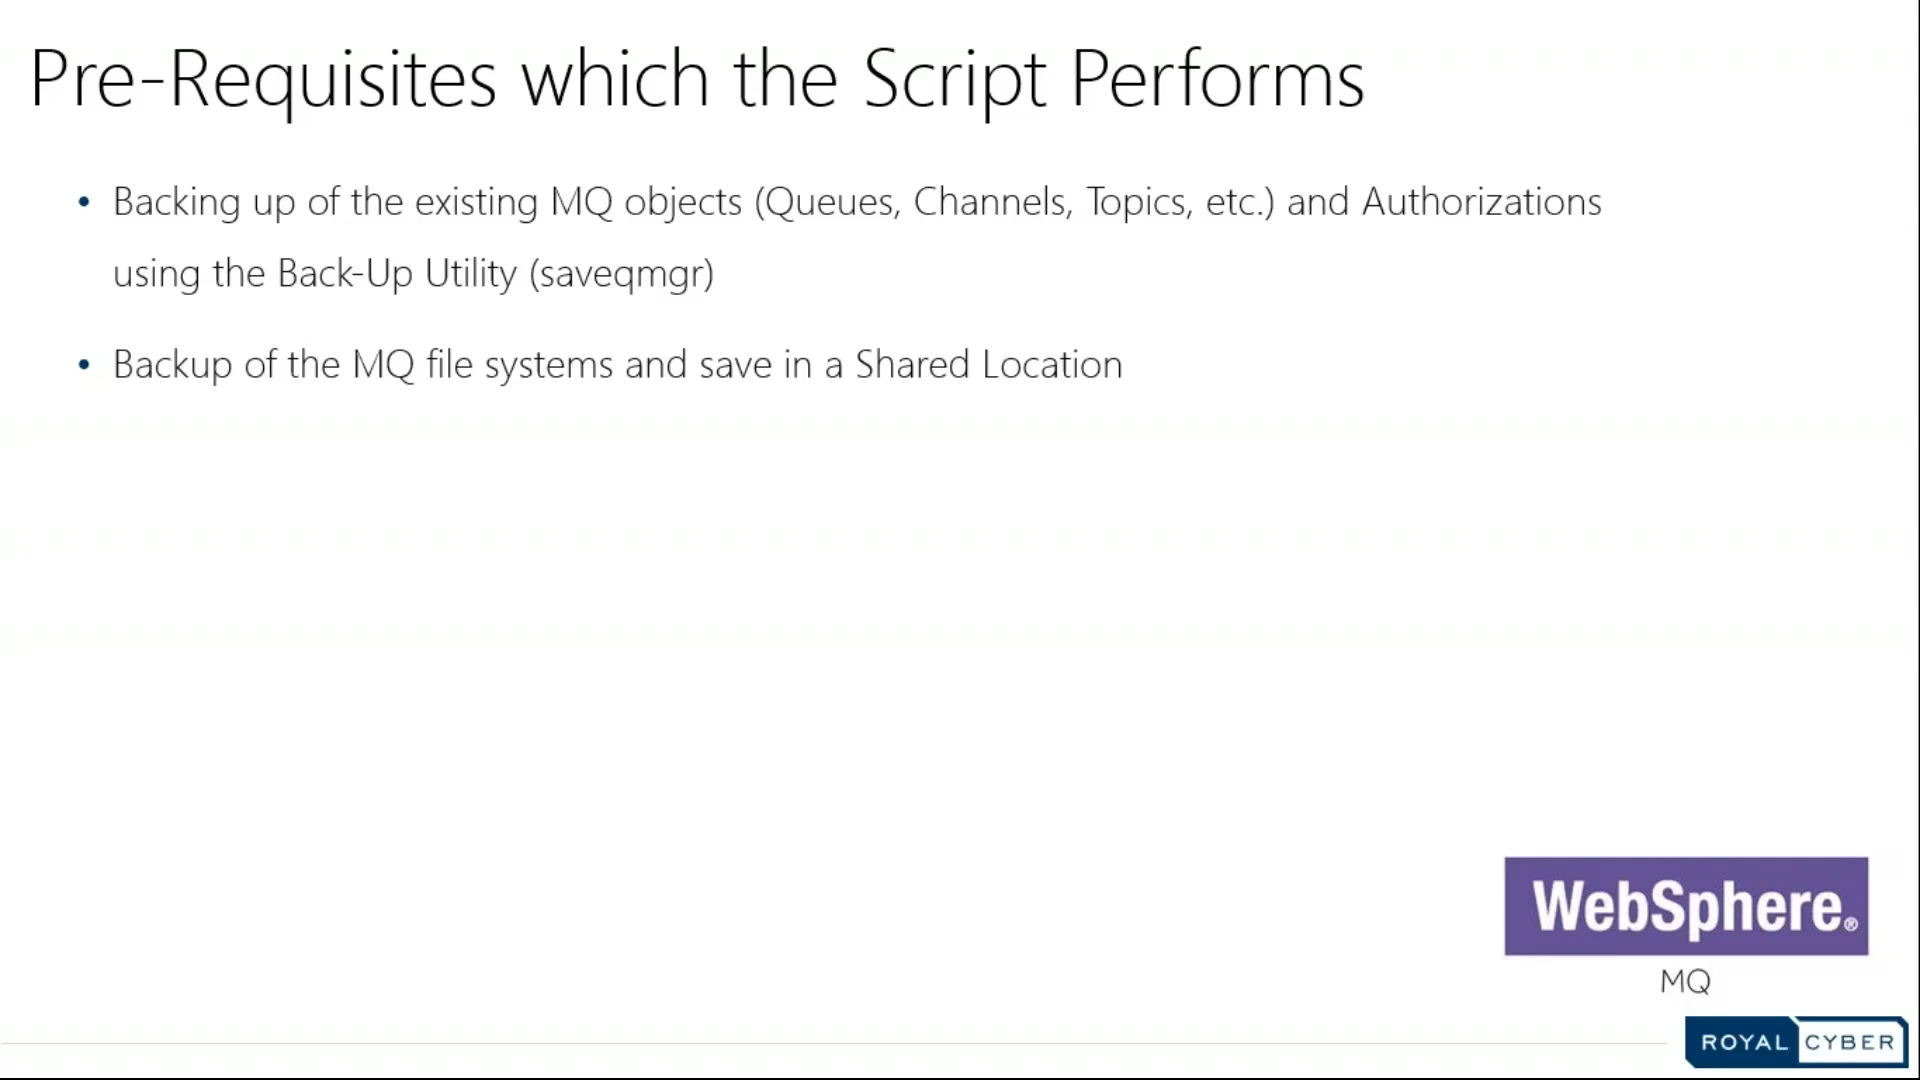 Pre-Requisites which the Script Performs
• Backing up of the existing MQ objects (Queues, Channels, Topics, etc.) and Authorizations
using the Back-Up Utility (saveqmgr)
• Backup of the MQ file systems and save in a Shared Location
WebSphere®
MQ
ROYAL CYBER